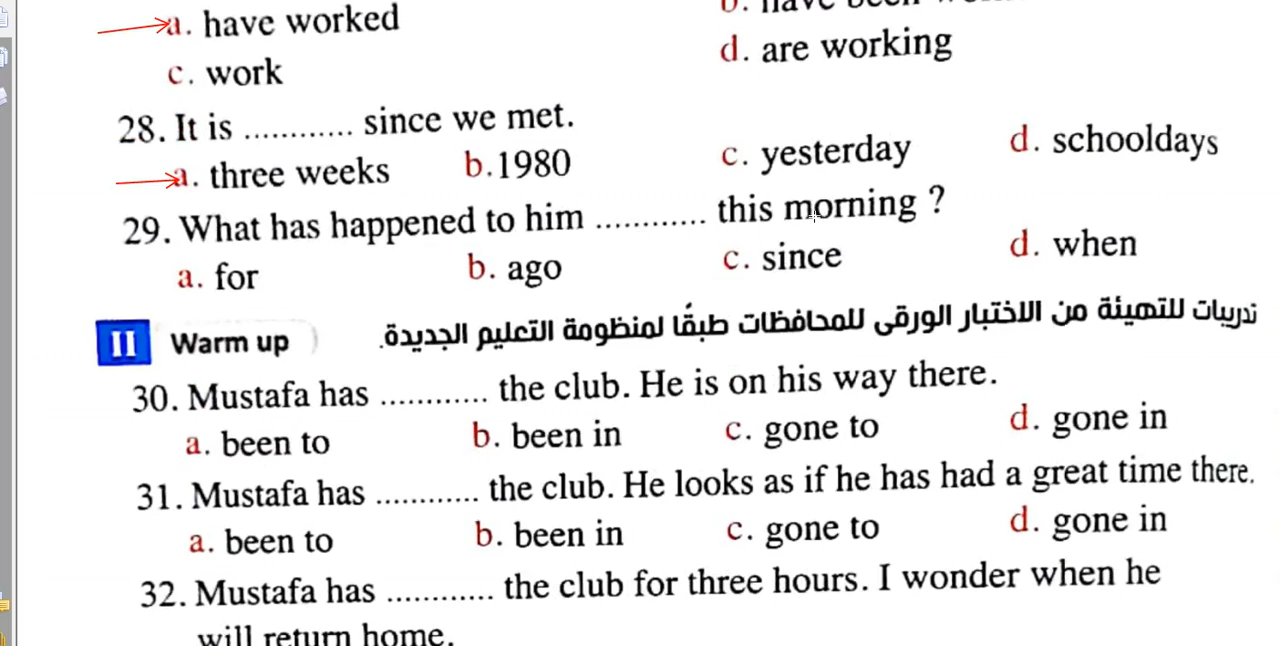 a. have worked
d. are working
c. work
28. It is ............ since we met.
a. three weeks b.1980 c. yesterday d. schooldays
29. What has happened to him ............ this morning ?
a. for b. ago c. since d. when
II Warm up تدريبات للتهيئة من الاختبار الورقى للمحافظات طبقًا لمنظومة التعليم الجديدة.
30. Mustafa has ............ the club. He is on his way there.
a. been to b. been in c. gone to d. gone in
31. Mustafa has ............ the club. He looks as if he has had a great time there.
a. been to b. been in c. gone to d. gone in
32. Mustafa has ............ the club for three hours. I wonder when he
will return home.